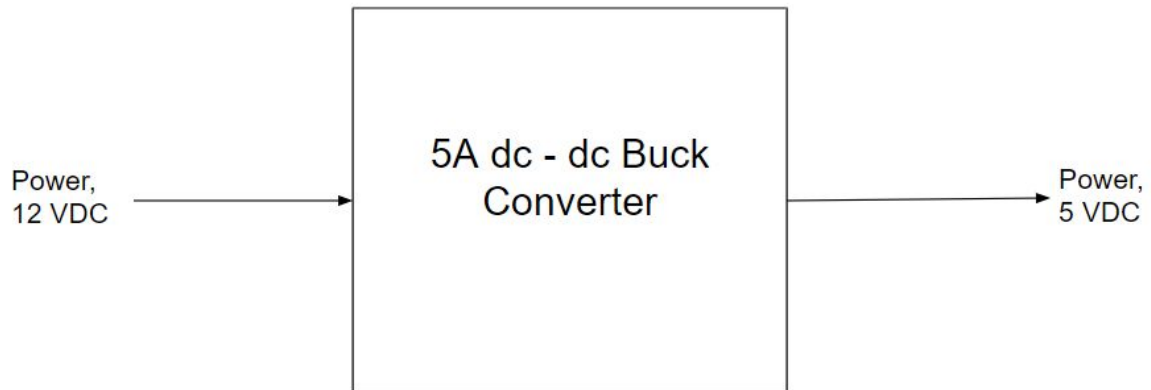 Power,
12 VDC
5A dc - dc Buck
Converter
Power,
5 VDC